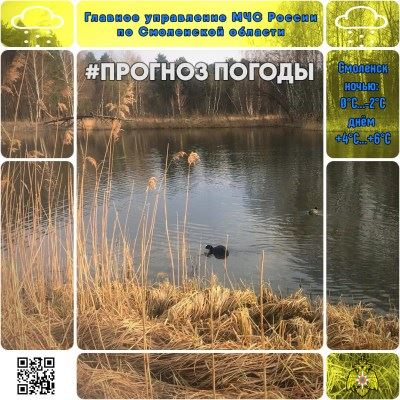 Главное управление МЧС России
по Смоленской области
#ПРОГНОЗ ПОГОДЫ
Смоленск
ночью:
0°C...-2°C
днём
+4°C...+6°C